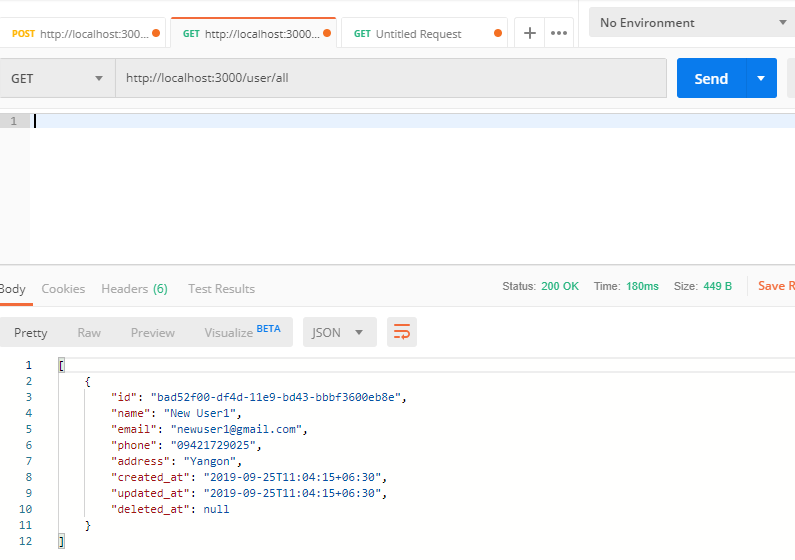 POST http://localhost:300... GET http://localhost:3000... GET Untitled Request + ••• No Environment
GET http://localhost:3000/user/all Send
1
Body Cookies Headers (6) Test Results Status: 200 OK Time: 180ms Size: 449 B Save R
Pretty Raw Preview Visualize BETA JSON
1 [
2 {
3 "id": "bad52f00-df4d-11e9-bd43-bbbf3600eb8e",
4 "name": "New User1",
5 "email": "newuser1@gmail.com",
6 "phone": "09421729025",
7 "address": "Yangon",
8 "created_at": "2019-09-25T11:04:15+06:30",
9 "updated_at": "2019-09-25T11:04:15+06:30",
10 "deleted_at": null
11 }
12 ]